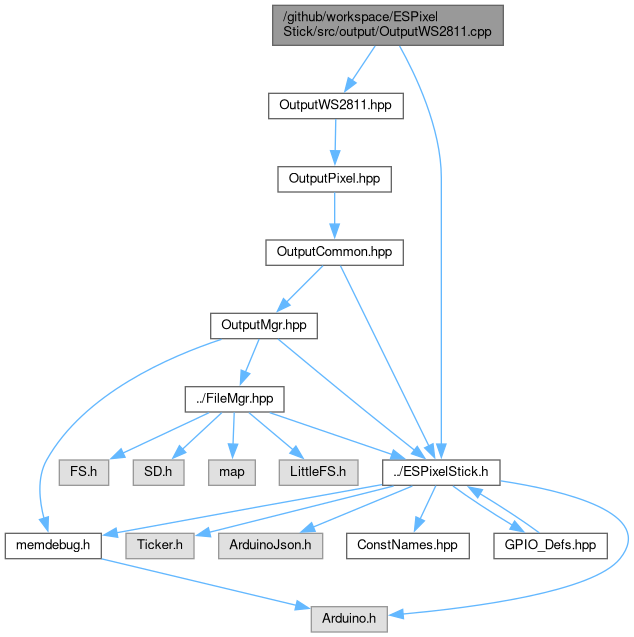 /github/workspace/ESPixel
Stick/src/output/OutputWS2811.cpp
OutputWS2811.hpp
OutputPixel.hpp
OutputCommon.hpp
OutputMgr.hpp
../FileMgr.hpp
FS.h
SD.h
map
LittleFS.h
../ESPixelStick.h
memdebug.h
Ticker.h
ArduinoJson.h
ConstNames.hpp
GPIO_Defs.hpp
Arduino.h